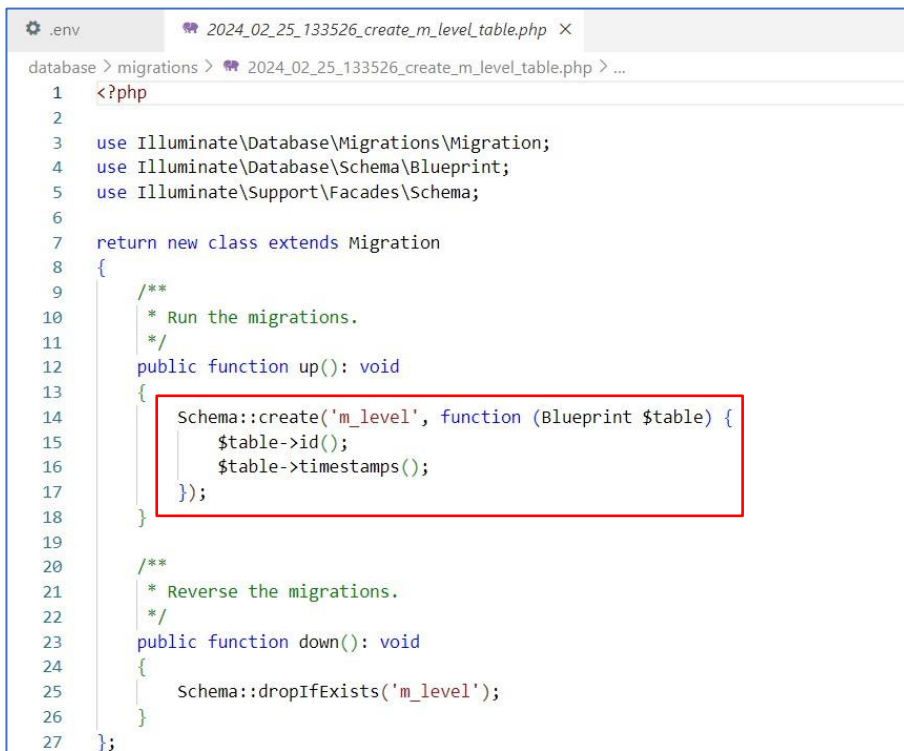 .env 2024_02_25_133526_create_m_level_table.php ×
database > migrations > 2024_02_25_133526_create_m_level_table.php > ...
1 <?php
2
3 use Illuminate\Database\Migrations\Migration;
4 use Illuminate\Database\Schema\Blueprint;
5 use Illuminate\Support\Facades\Schema;
6
7 return new class extends Migration
8 {
9     /**
10      * Run the migrations.
11      */
12     public function up(): void
13     {
14         Schema::create('m_level', function (Blueprint $table) {
15             $table->id();
16             $table->timestamps();
17         });
18     }
19
20     /**
21      * Reverse the migrations.
22      */
23     public function down(): void
24     {
25         Schema::dropIfExists('m_level');
26     }
27 };